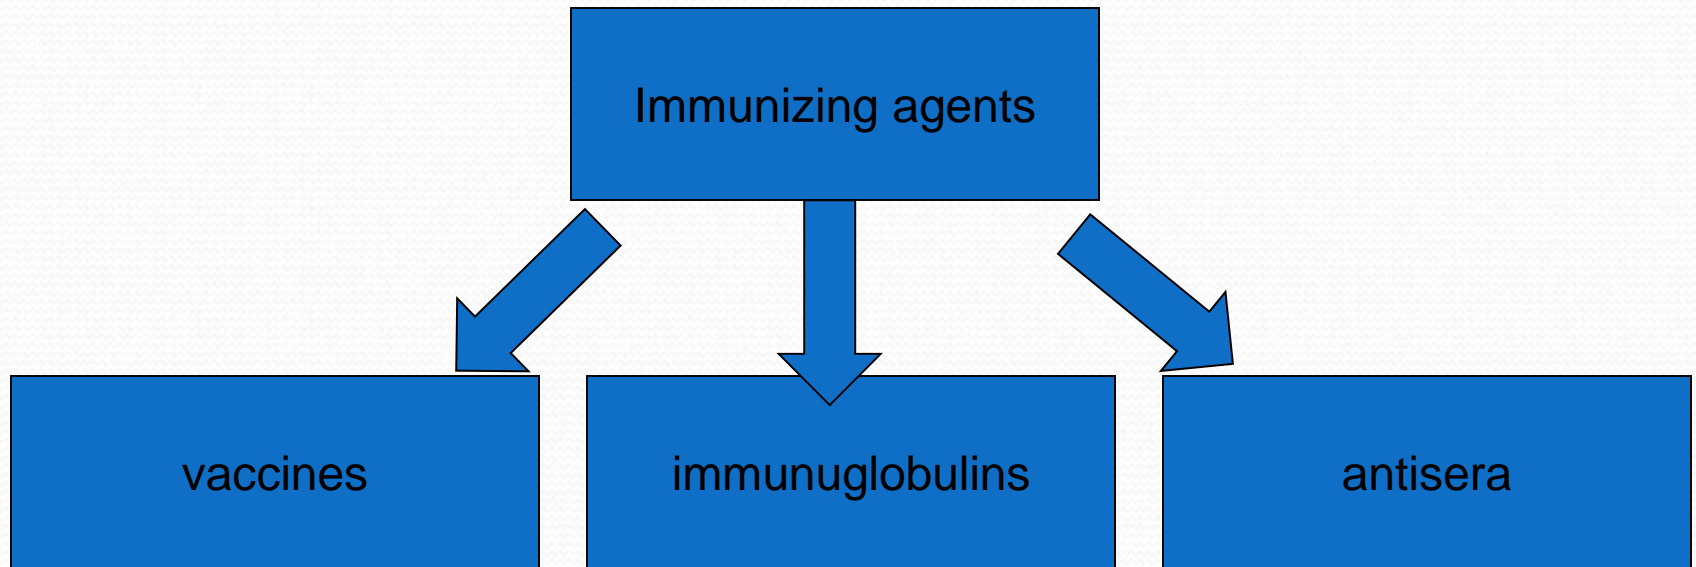 Immunizing agents
vaccines
immunuglobulins
antisera